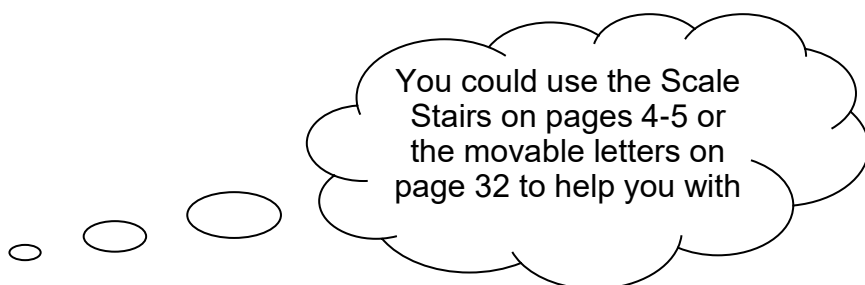 You could use the Scale
Stairs on pages 4-5 or
the movable letters on
page 32 to help you with